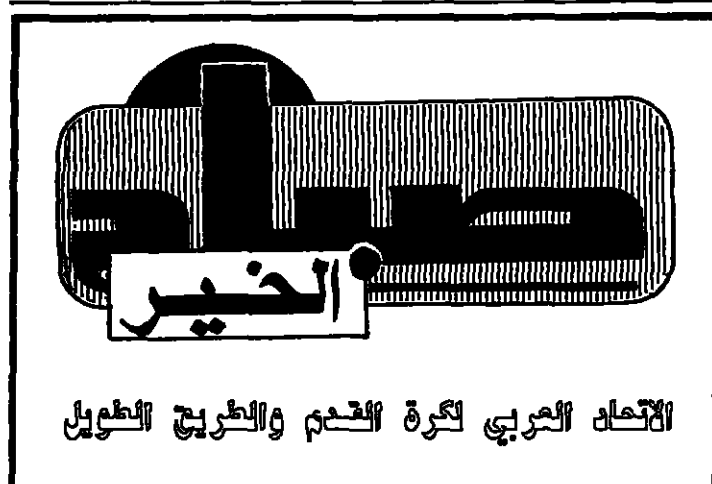 صباح
الخير
الاتحاد العربي لكرة القدم والطريق الطويل